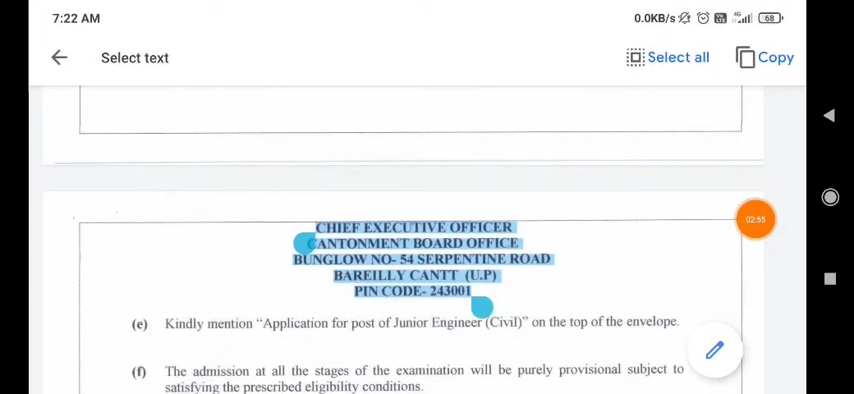 7:22 AM
0.0KB/s 4G 68
Select text
Select all
Copy
CHIEF EXECUTIVE OFFICER
CANTONMENT BOARD OFFICE
BUNGLOW NO- 54 SERPENTINE ROAD
BAREILLY CANTT (U.P)
PIN CODE- 243001
02:55
(e) Kindly mention “Application for post of Junior Engineer (Civil)” on the top of the envelope.
(f) The admission at all the stages of the examination will be purely provisional subject to
satisfying the prescribed eligibility conditions.